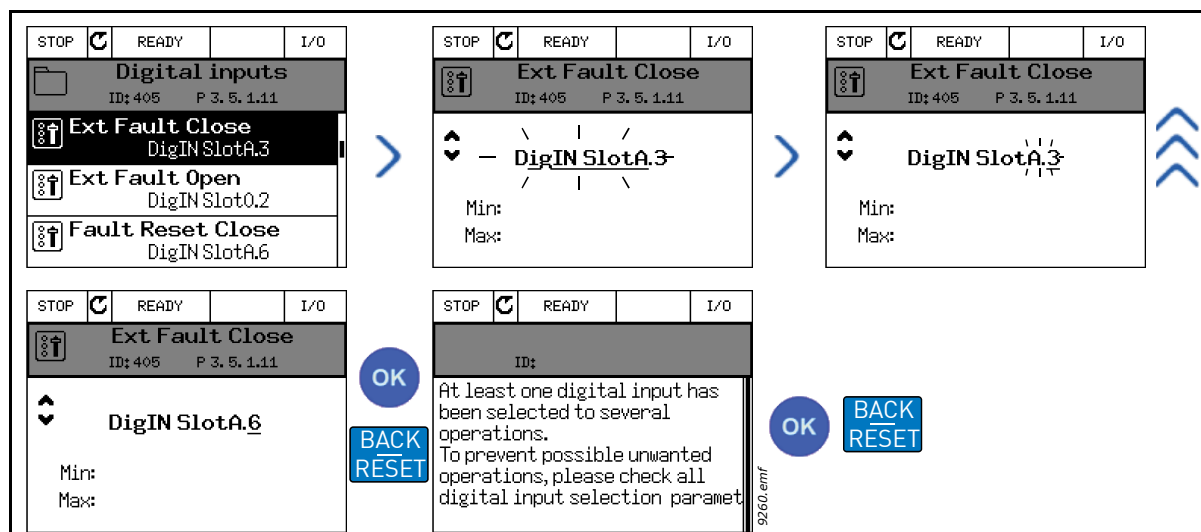 STOP READY I/O
Digital inputs
ID: 405 P 3. 5. 1.11
Ext Fault Close
DigIN SlotA.3
Ext Fault Open
DigIN Slot0.2
Fault Reset Close
DigIN SlotA.6
STOP READY I/O
Ext Fault Close
ID: 405 P 3. 5. 1.11
DigIN SlotA.3
Min:
Max:
STOP READY I/O
Ext Fault Close
ID: 405 P 3. 5. 1.11
DigIN SlotA.3
Min:
Max:
STOP READY I/O
Ext Fault Close
ID: 405 P 3. 5. 1.11
DigIN SlotA.6
Min:
Max:
OK
BACK
RESET
STOP READY I/O
ID:
At least one digital input has
been selected to several
operations.
To prevent possible unwanted
operations, please check all
digital input selection paramet
OK
BACK
RESET
9260.emf